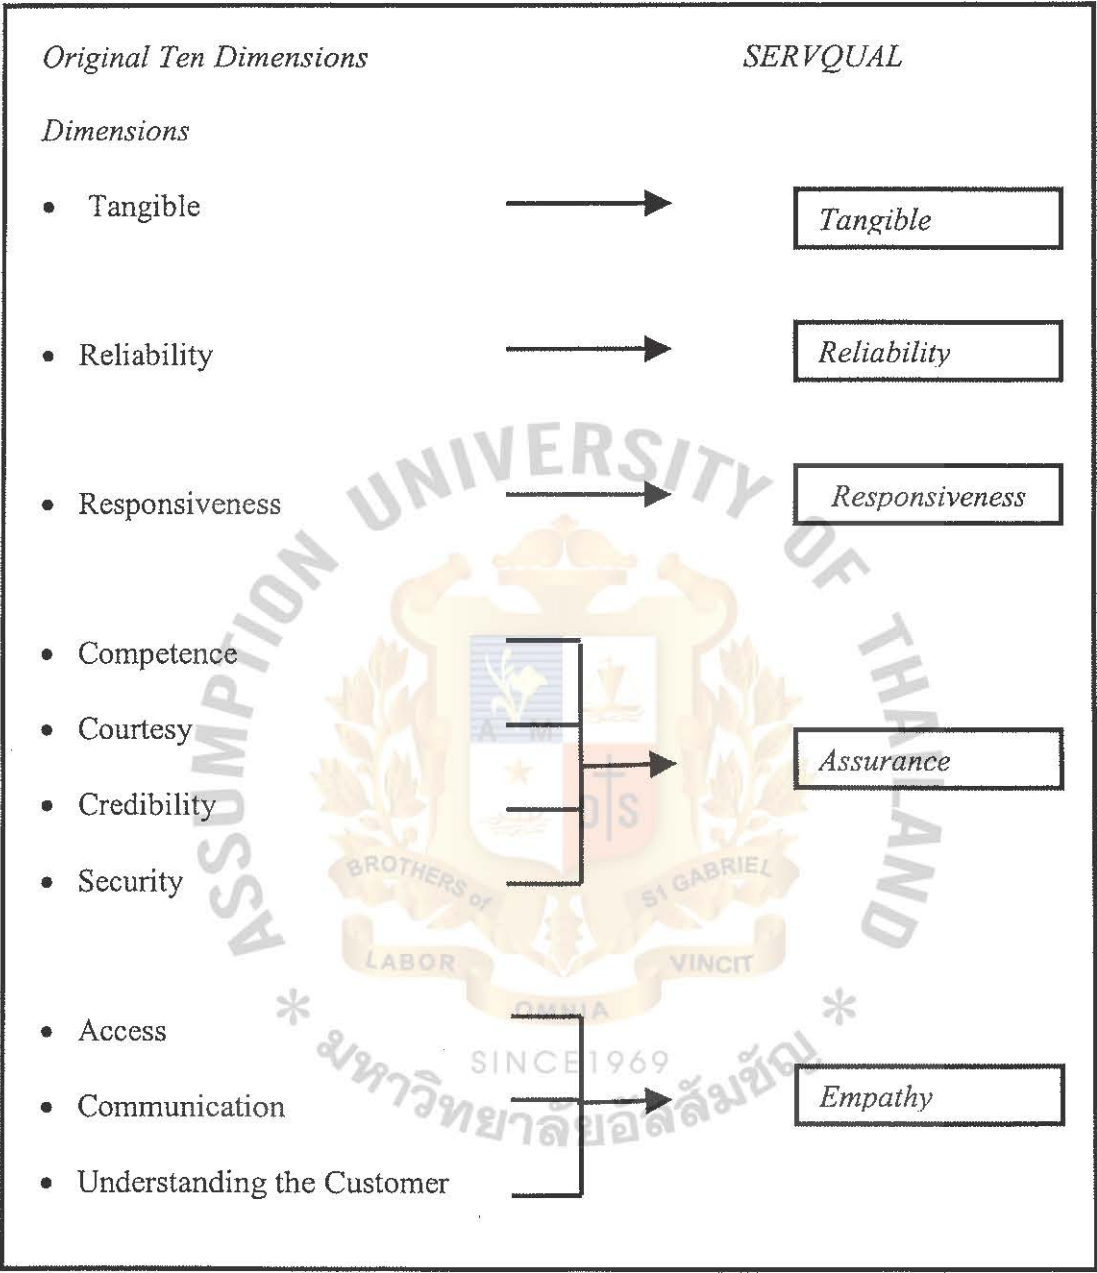 Original Ten Dimensions SERVQUAL
Dimensions
• Tangible Tangible
• Reliability Reliability
• Responsiveness Responsiveness
• Competence
• Courtesy
Assurance
• Credibility
• Security
• Access
• Communication Empathy
• Understanding the Customer
ASSUMPTION UNIVERSITY OF THAILAND
A M
D S
BROTHERS of ST GABRIEL
LABOR VINCIT
OMNIA
SINCE1969
* มหาวิทยาลัยอัสสัมชัญ *